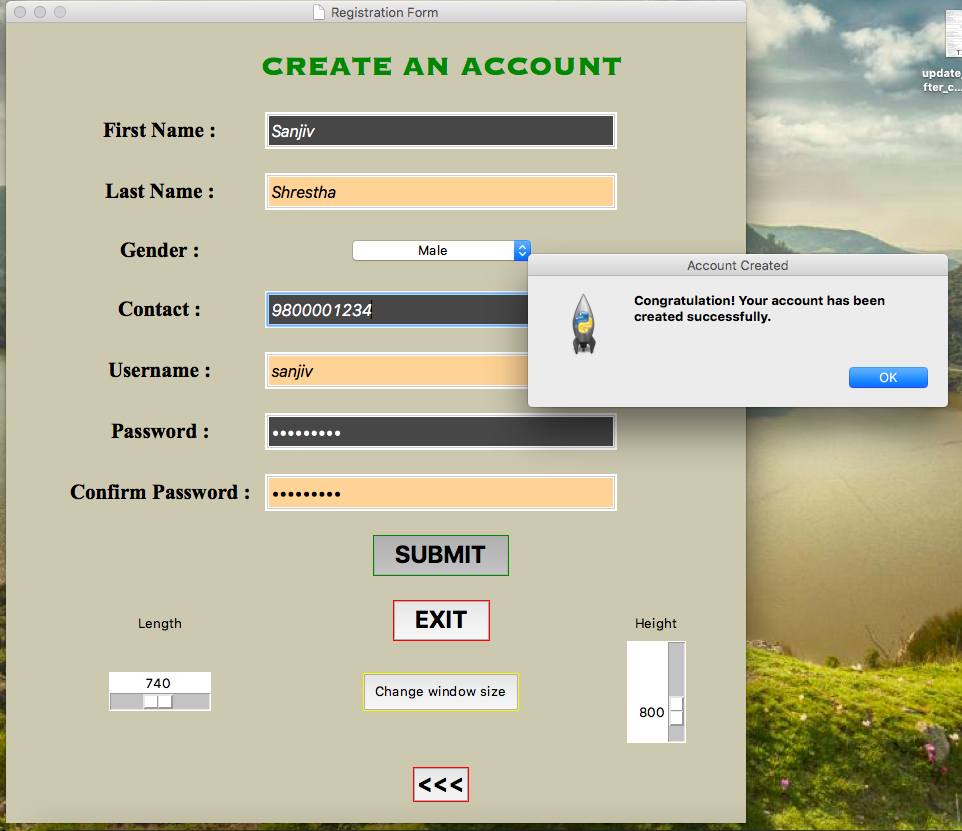 Registration Form
CREATE AN ACCOUNT
First Name :
Sanjiv
Last Name :
Shrestha
Gender :
Male
Contact :
9800001234
Username :
sanjiv
Password :
•••••••••
Confirm Password :
•••••••••
SUBMIT
EXIT
Length
740
Change window size
Height
800
<<<
Account Created
Congratulation! Your account has been
created successfully.
OK
update_
fter_c...